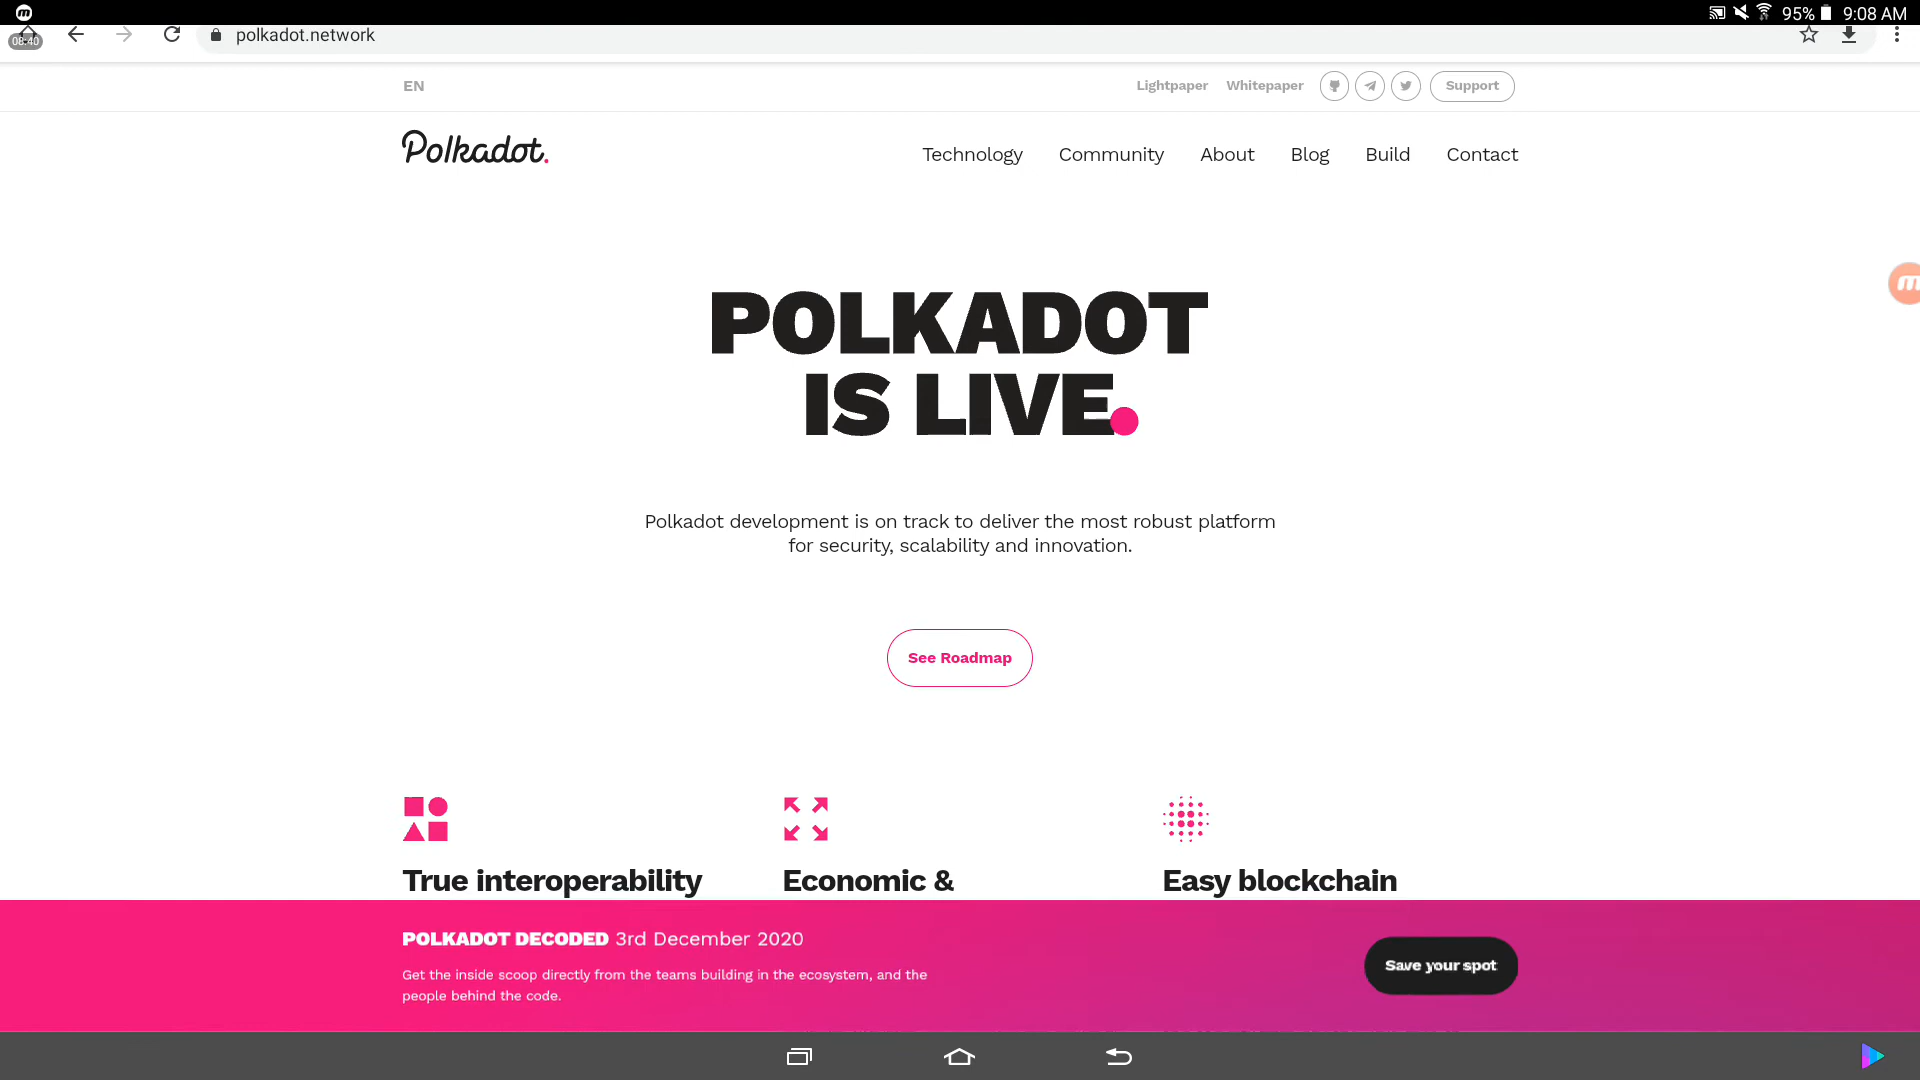 95% 9:08 AM
08:40
polkadot.network
EN
Lightpaper Whitepaper Support
Polkadot.
Technology Community About Blog Build Contact
POLKADOT
IS LIVE.
Polkadot development is on track to deliver the most robust platform
for security, scalability and innovation.
See Roadmap
True interoperability
Economic &
Easy blockchain
POLKADOT DECODED 3rd December 2020
Get the inside scoop directly from the teams building in the ecosystem, and the
people behind the code.
Save your spot